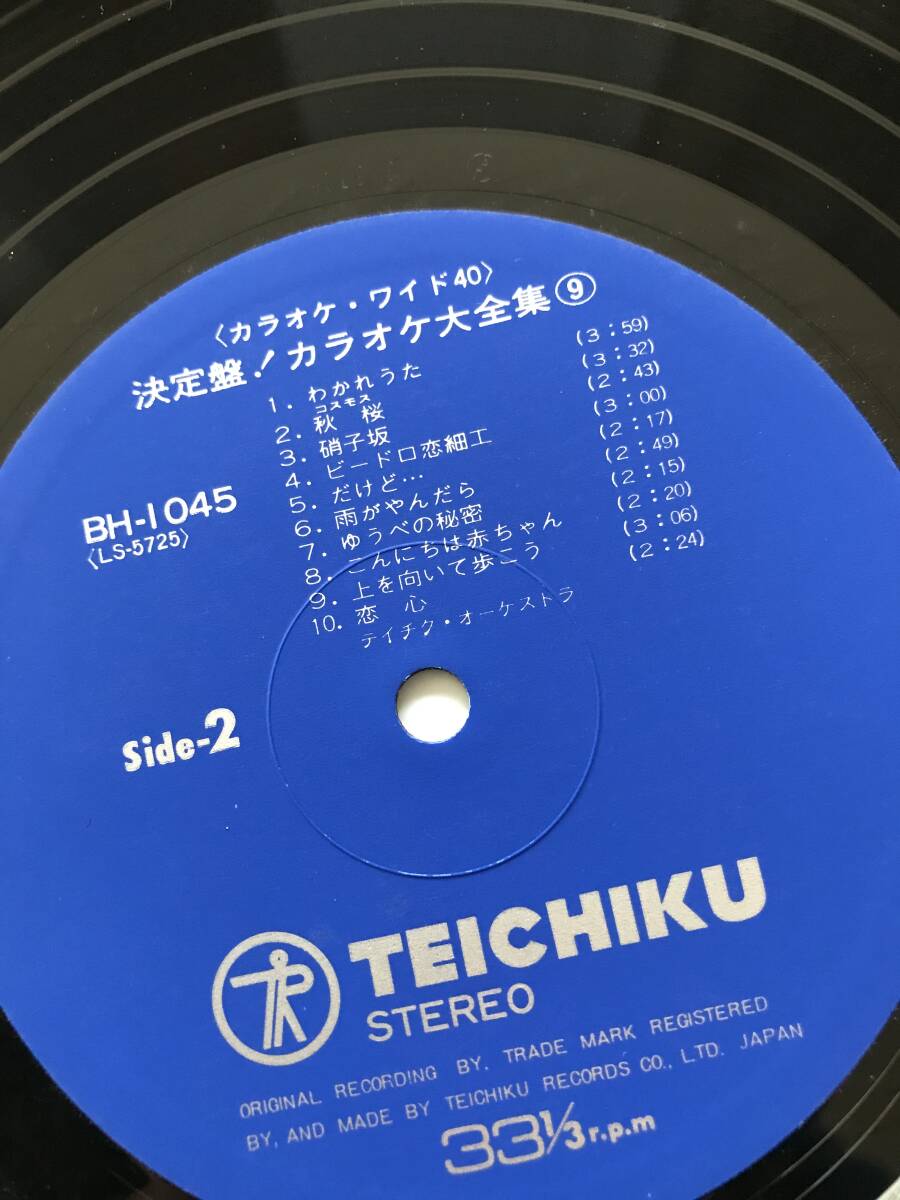 〈カラオケ・ワイド40〉
決定盤!カラオケ大全集⑨
1. わかれうた (3:59)
2. 秋桜 コスモス (3:32)
3. 硝子坂 (2:43)
4. ビードロ恋細工 (3:00)
5. だけど… (2:17)
6. 雨がやんだら (2:49)
7. ゆうべの秘密 (2:15)
8. こんにちは赤ちゃん (2:20)
9. 上を向いて歩こう (3:06)
10. 恋心 (2:24)
テイチク・オーケストラ
BH-1045
〈LS-5725〉
Side-2
TEICHIKU
STEREO
ORIGINAL RECORDING BY, TRADE MARK REGISTERED
BY, AND MADE BY TEICHIKU RECORDS CO., LTD. JAPAN
33 1/3 r.p.m